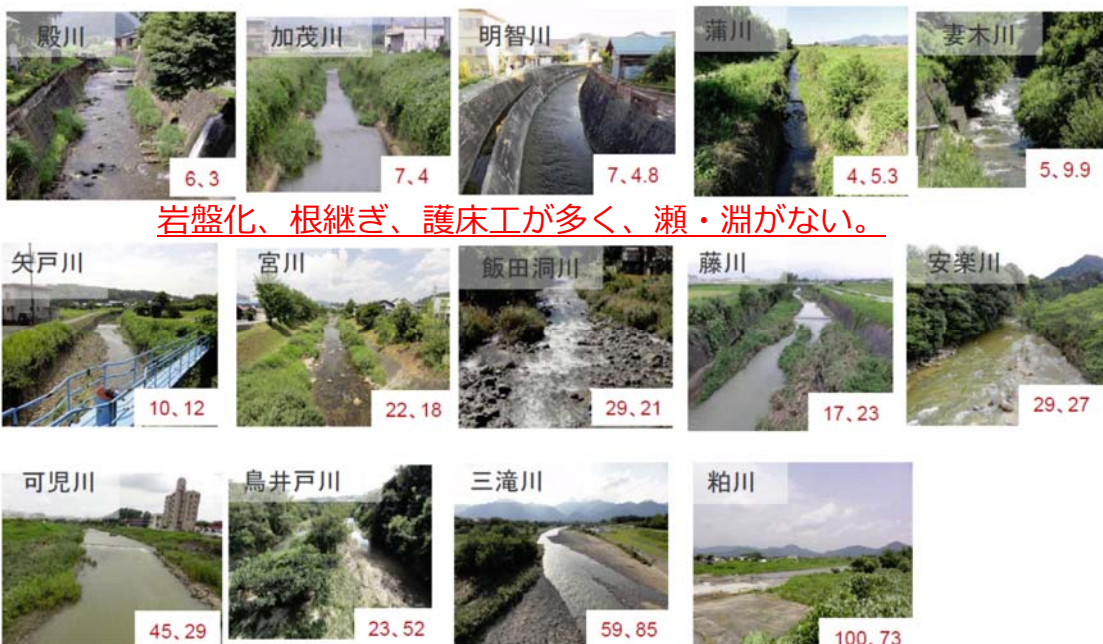 殿川
加茂川
明智川
蒲川
妻木川
6、3
7、4
7、4.8
4、5.3
5、9.9
岩盤化、根継ぎ、護床工が多く、瀬・淵がない。
矢戸川
宮川
飯田洞川
藤川
安楽川
10、12
22、18
29、21
17、23
29、27
可児川
鳥井戸川
三滝川
粕川
45、29
23、52
59、85
100、73